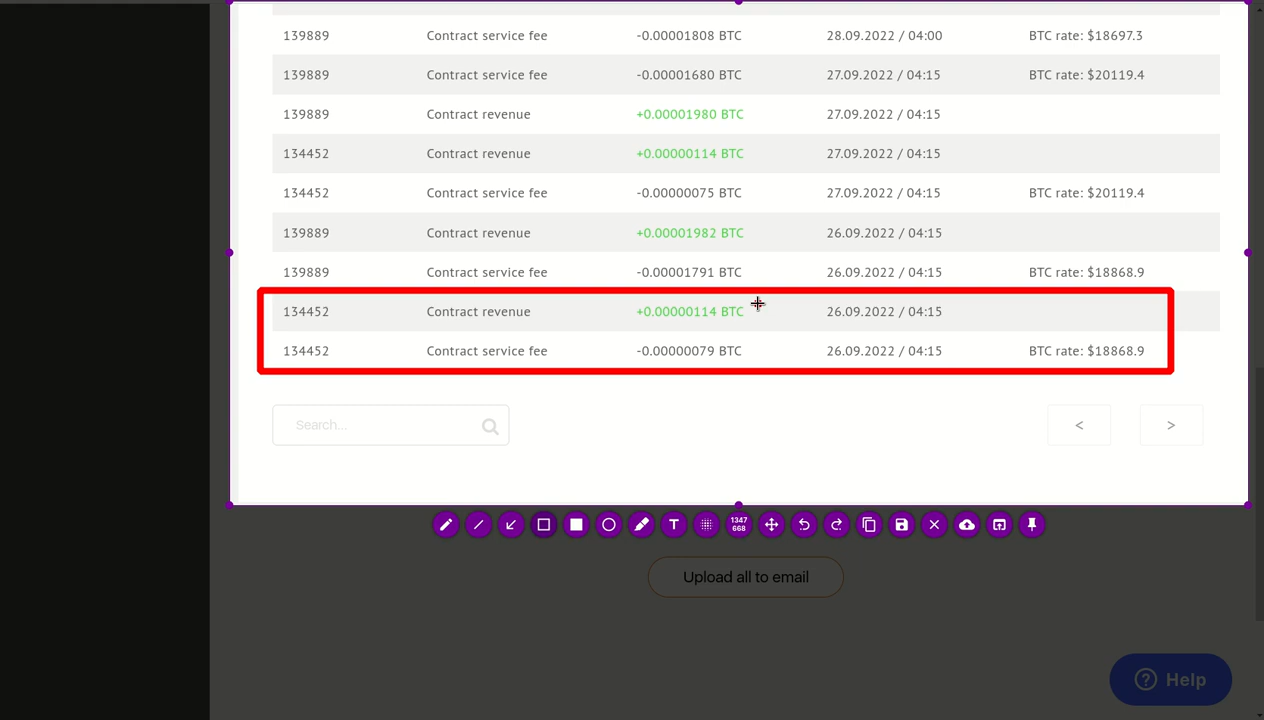 139889 Contract service fee -0.00001808 BTC 28.09.2022 / 04:00 BTC rate: $18697.3
139889 Contract service fee -0.00001680 BTC 27.09.2022 / 04:15 BTC rate: $20119.4
139889 Contract revenue +0.00001980 BTC 27.09.2022 / 04:15
134452 Contract revenue +0.00000114 BTC 27.09.2022 / 04:15
134452 Contract service fee -0.00000075 BTC 27.09.2022 / 04:15 BTC rate: $20119.4
139889 Contract revenue +0.00001982 BTC 26.09.2022 / 04:15
139889 Contract service fee -0.00001791 BTC 26.09.2022 / 04:15 BTC rate: $18868.9
134452 Contract revenue +0.00000114 BTC 26.09.2022 / 04:15
134452 Contract service fee -0.00000079 BTC 26.09.2022 / 04:15 BTC rate: $18868.9
Search... < >
T 1347
668
Upload all to email
? Help